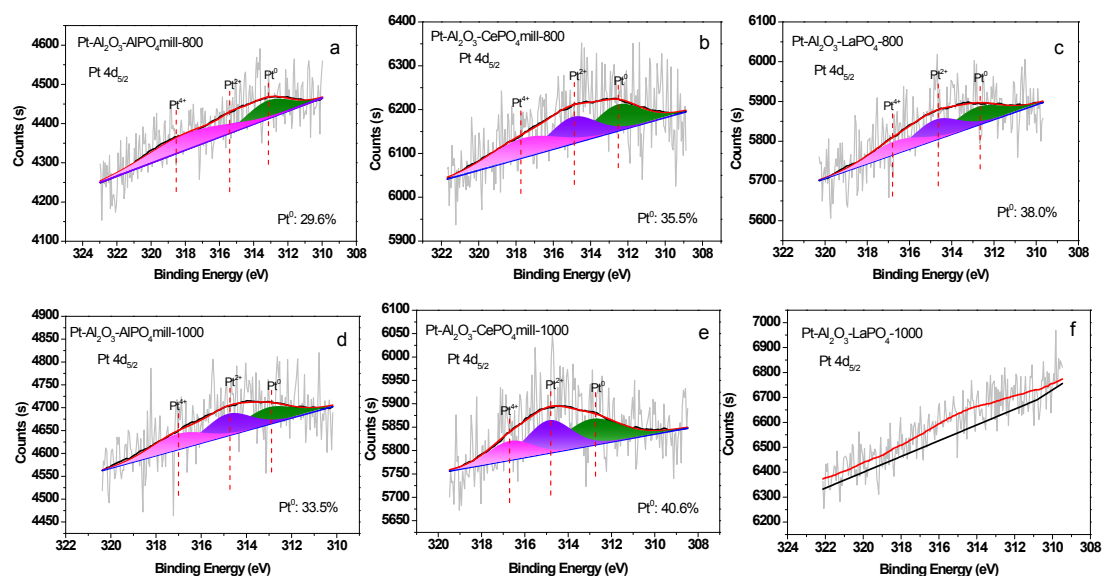 Pt-Al₂O₃-AlPO₄mill-800
a
Pt 4d₅/₂
Pt⁴⁺
Pt²⁺
Pt⁰
Pt⁰: 29.6%
Counts (s)
4600
4500
4400
4300
4200
4100
324 322 320 318 316 314 312 310 308
Binding Energy (eV)
Pt-Al₂O₃-CePO₄mill-800
b
Pt 4d₅/₂
Pt⁴⁺
Pt²⁺
Pt⁰
Pt⁰: 35.5%
Counts (s)
6400
6300
6200
6100
6000
5900
322 320 318 316 314 312 310 308
Binding Energy (eV)
Pt-Al₂O₃-LaPO₄-800
c
Pt 4d₅/₂
Pt⁴⁺
Pt²⁺
Pt⁰
Pt⁰: 38.0%
Counts (s)
6100
6000
5900
5800
5700
5600
322 320 318 316 314 312 310 308
Binding Energy (eV)
Pt-Al₂O₃-AlPO₄mill-1000
d
Pt 4d₅/₂
Pt⁴⁺
Pt²⁺
Pt⁰
Pt⁰: 33.5%
Counts (s)
4900
4850
4800
4750
4700
4650
4600
4550
4500
4450
322 320 318 316 314 312 310
Binding Energy (eV)
Pt-Al₂O₃-CePO₄mill-1000
e
Pt 4d₅/₂
Pt⁴⁺
Pt²⁺
Pt⁰
Pt⁰: 40.6%
Counts (s)
6100
6050
6000
5950
5900
5850
5800
5750
5700
5650
320 318 316 314 312 310 308
Binding Energy (eV)
Pt-Al₂O₃-LaPO₄-1000
f
Pt 4d₅/₂
Counts (s)
7000
6900
6800
6700
6600
6500
6400
6300
6200
324 322 320 318 316 314 312 310 308
Binding Energy (eV)